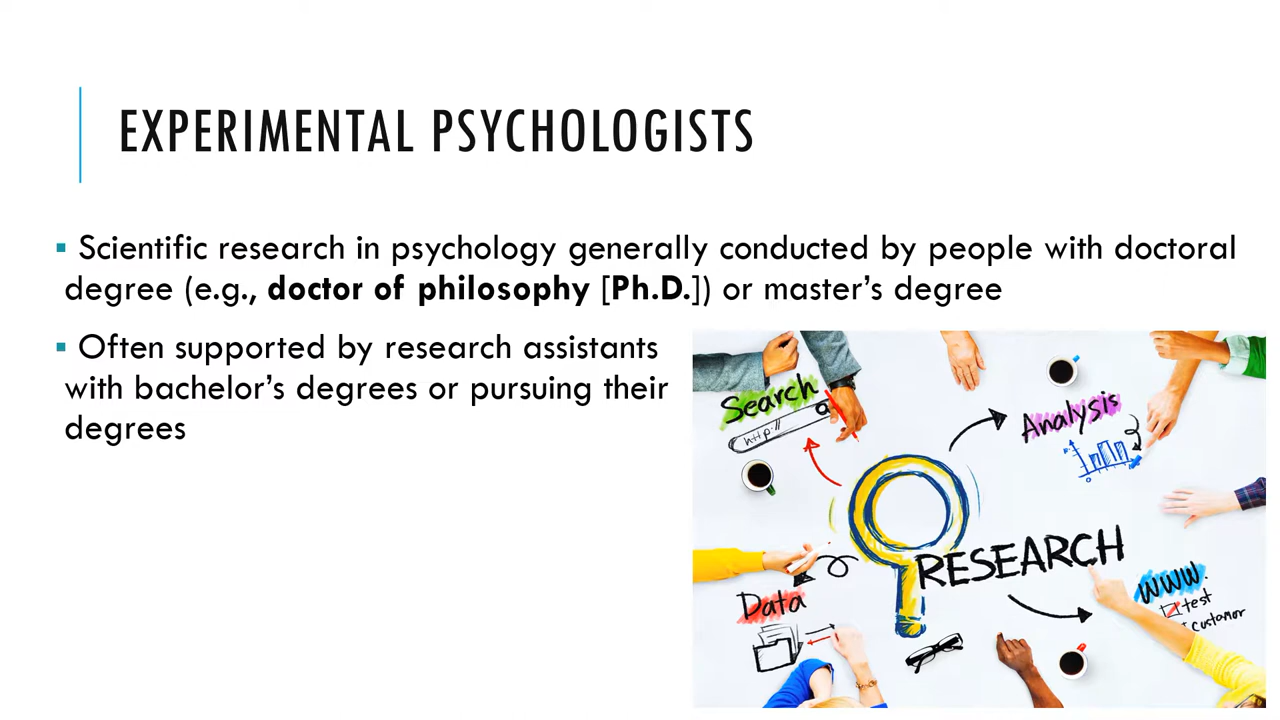 EXPERIMENTAL PSYCHOLOGISTS
▪ Scientific research in psychology generally conducted by people with doctoral
degree (e.g., doctor of philosophy [Ph.D.]) or master’s degree
▪ Often supported by research assistants
with bachelor’s degrees or pursuing their
degrees
Search
http://
Analysis
0
RESEARCH
WWW.
test
customer
Data